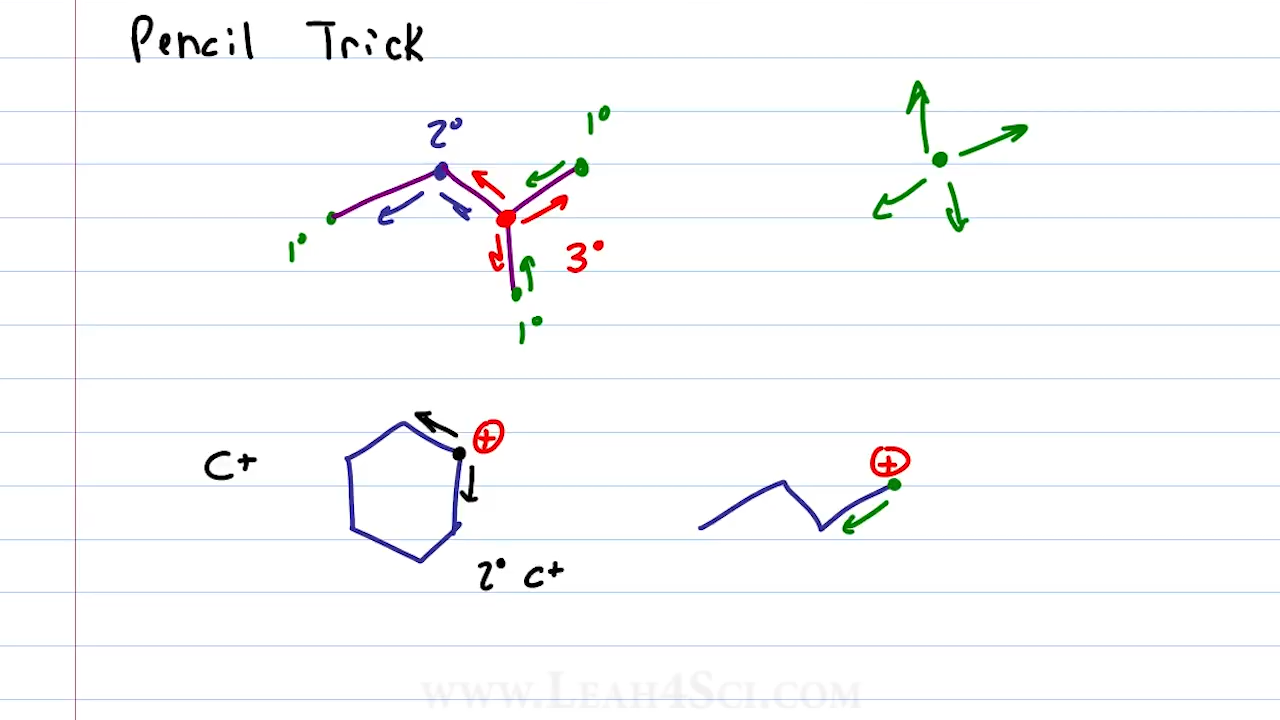 Pencil Trick
2° 1°
1° 3°
1°
C+ +
+
2° C+
www.Leah4Sci.com